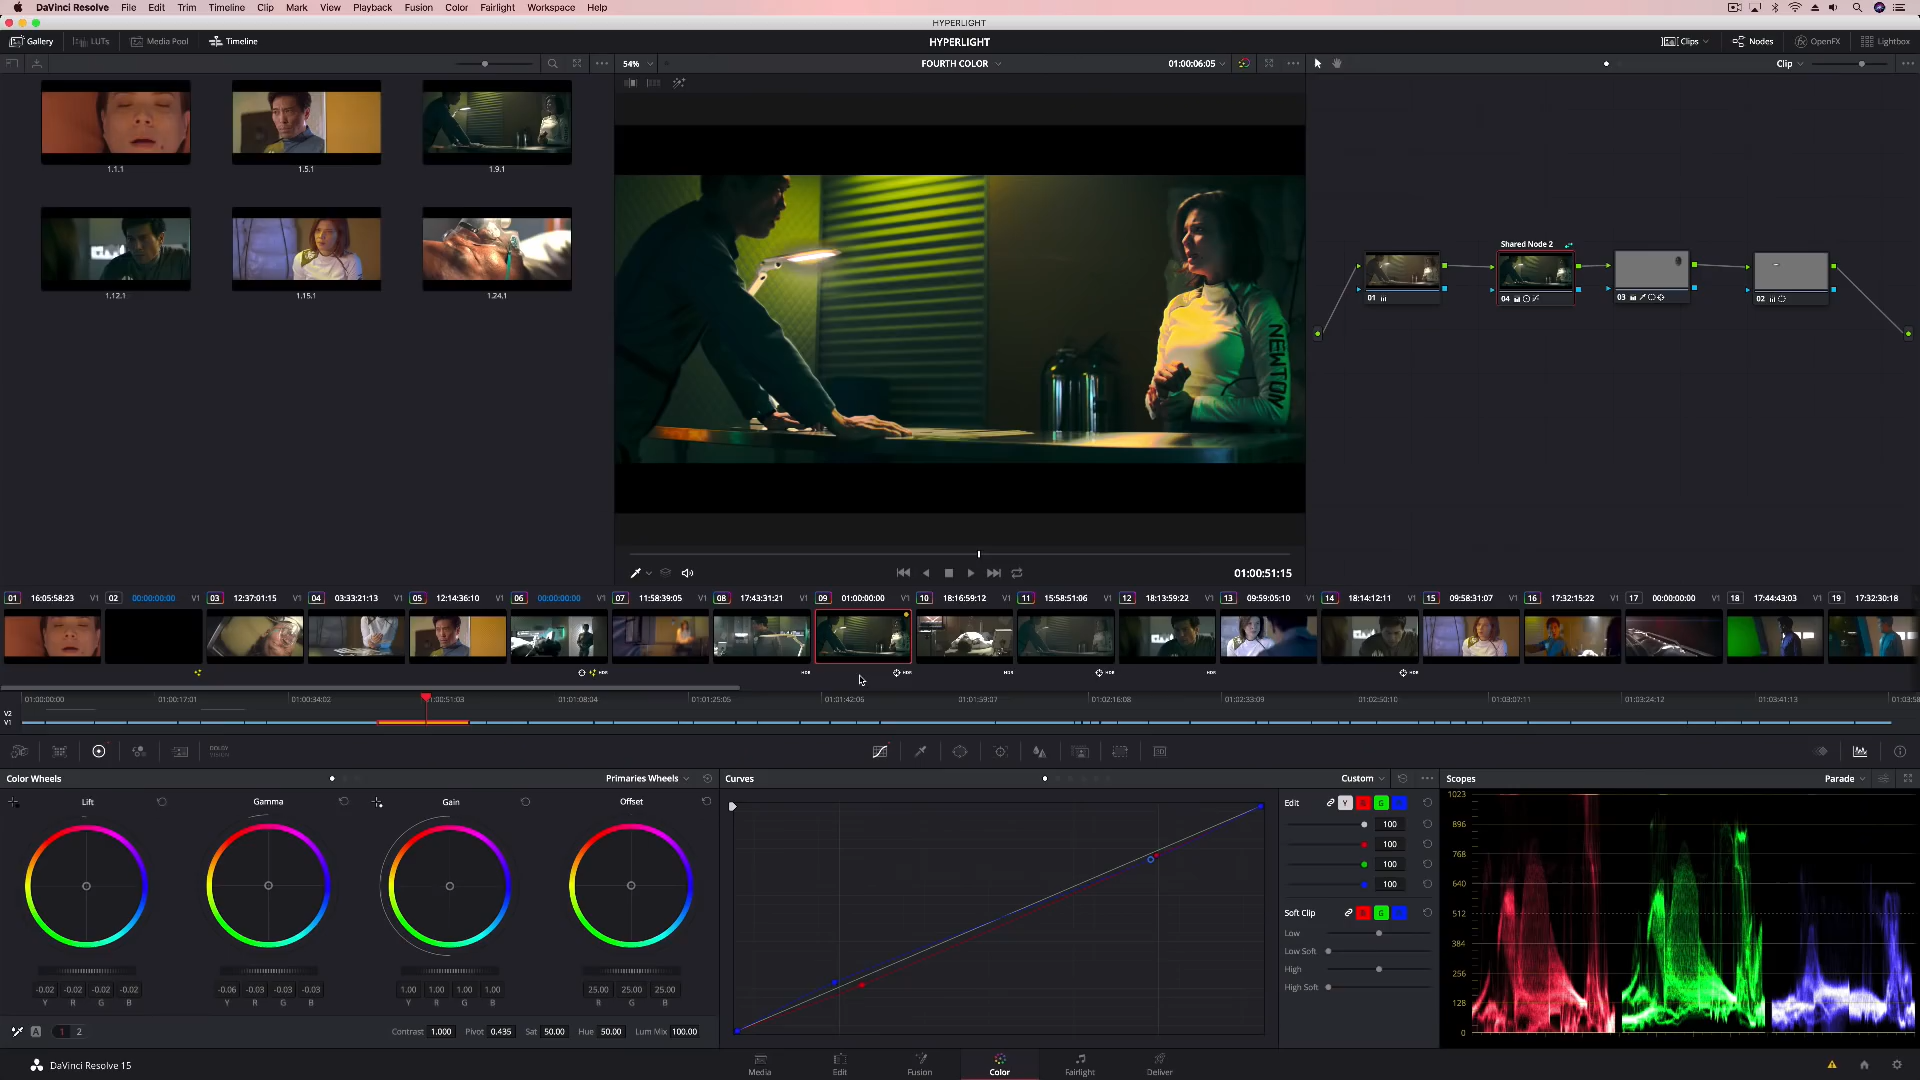 DaVinci Resolve File Edit Trim Timeline Clip Mark View Playback Fusion Color Fairlight Workspace Help
HYPERLIGHT
Gallery LUTs Media Pool Timeline HYPERLIGHT Clips Nodes OpenFX Lightbox
54% FOURTH COLOR 01:00:06:05 Clip
1.1.1 1.5.1 1.9.1
1.12.1 1.15.1 1.24.1
NEWTON
Shared Node 2
01 04 03 02
01:00:51:15
01 16:05:58:23 V1 02 00:00:00:00 V1 03 12:37:01:15 V1 04 03:33:21:13 V1 05 12:14:36:10 V1 06 00:00:00:00 V1 07 11:58:39:05 V1 08 17:43:31:21 V1 09 01:00:00:00 V1 10 18:16:59:12 V1 11 15:58:51:06 V1 12 18:13:59:22 V1 13 09:59:05:10 V1 14 18:14:12:11 V1 15 09:58:31:07 V1 16 17:32:15:22 V1 17 00:00:00:00 V1 18 17:44:43:03 V1 19 17:32:30:18 V1
HDR HDR HDR HDR HDR HDR HDR
01:00:00:00 01:00:17:01 01:00:34:02 01:00:51:03 01:01:08:04 01:01:25:05 01:01:42:06 01:01:59:07 01:02:16:08 01:02:33:09 01:02:50:10 01:03:07:11 01:03:24:12 01:03:41:13 01:03:58
V2
V1
DOLBY
VISION
Color Wheels Primaries Wheels Curves Custom Scopes Parade
Lift Gamma Gain Offset
-0.02 -0.02 -0.02 -0.02 -0.06 -0.03 -0.03 -0.03 1.00 1.00 1.00 1.00 25.00 25.00 25.00
Y R G B Y R G B Y R G B R G B
A 1 2 Contrast 1.000 Pivot 0.435 Sat 50.00 Hue 50.00 Lum Mix 100.00
Edit Y R G B
100
100
100
100
Soft Clip R G B
Low
Low Soft
High
High Soft
1023
896
768
640
512
384
256
128
0
DaVinci Resolve 15 Media Edit Fusion Color Fairlight Deliver